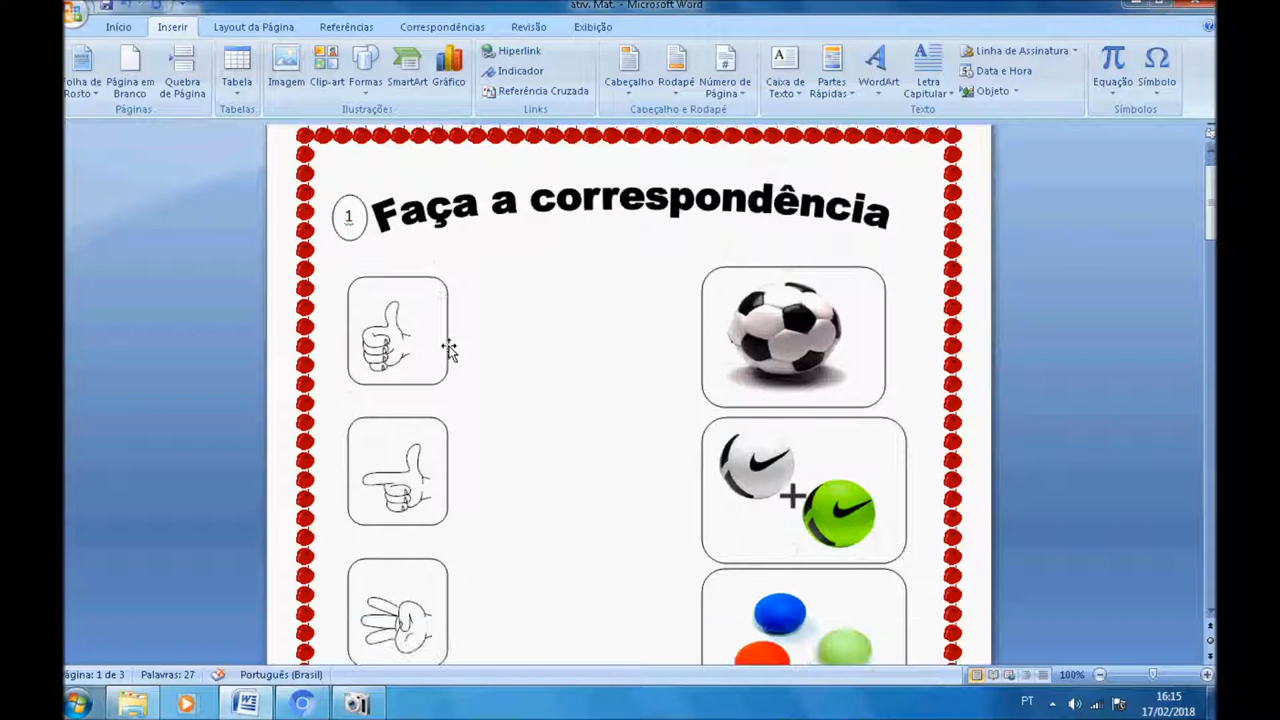 ativ. Mat. - Microsoft Word
Início Inserir Layout da Página Referências Correspondências Revisão Exibição
Folha de Rosto
Página em Branco
Quebra de Página
Páginas
Tabela
Tabelas
Imagem
Clip-art
Formas
SmartArt
Gráfico
Ilustrações
Hiperlink
Indicador
Referência Cruzada
Links
Cabeçalho
Rodapé
Número de Página
Cabeçalho e Rodapé
Caixa de Texto
Partes Rápidas
WordArt
Letra Capitular
Linha de Assinatura
Data e Hora
Objeto
Texto
Equação
Símbolo
Símbolos
1 Faça a correspondência
+
ágina: 1 de 3 Palavras: 27 Português (Brasil) 100%
PT 16:15
17/02/2018